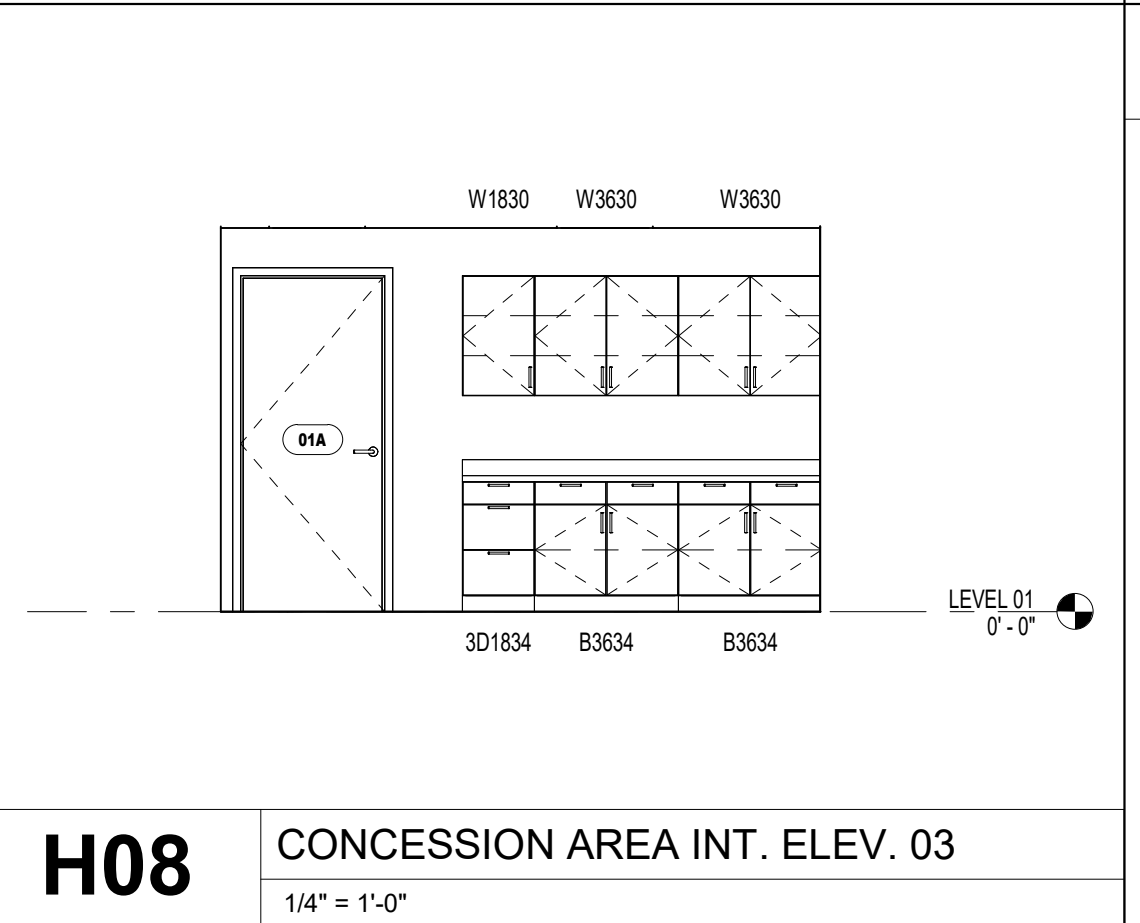 W1830 W3630 W3630
01A
LEVEL 01
0' - 0"
3D1834 B3634 B3634
H08
CONCESSION AREA INT. ELEV. 03
1/4" = 1'-0"